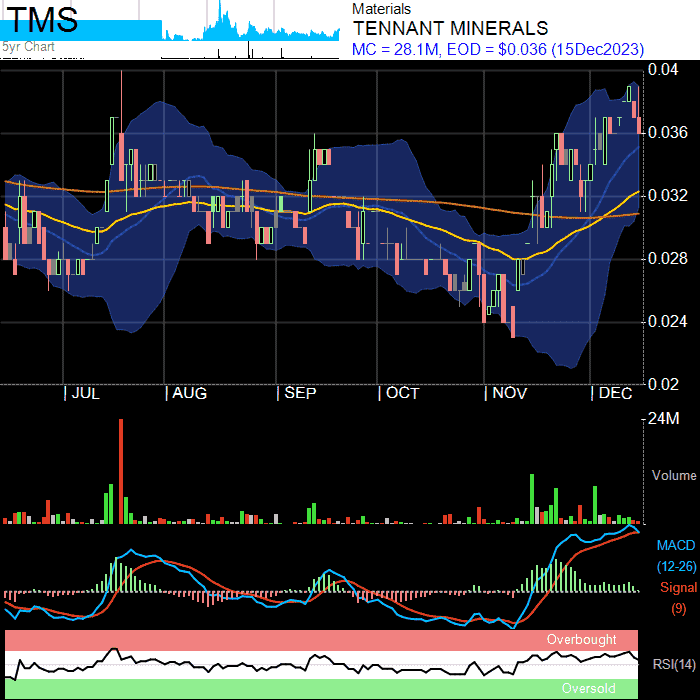 TMS
5yr Chart
Materials
TENNANT MINERALS
MC = 28.1M, EOD = $0.036 (15Dec2023)
0.04
0.036
0.032
0.028
0.024
0.02
JUL AUG SEP OCT NOV DEC
24M
Volume
MACD
(12-26)
Signal
(9)
Overbought
RSI(14)
Oversold